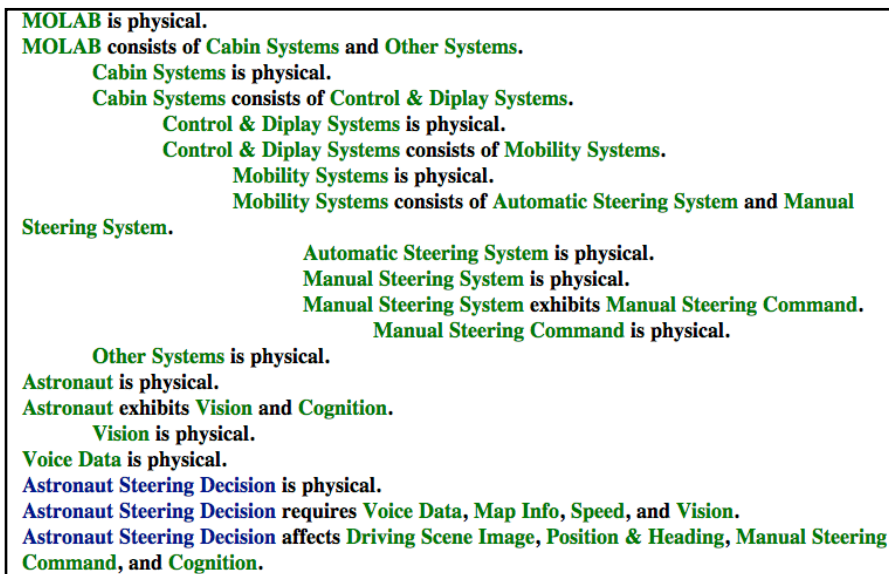 MOLAB is physical.
MOLAB consists of Cabin Systems and Other Systems.
Cabin Systems is physical.
Cabin Systems consists of Control & Diplay Systems.
Control & Diplay Systems is physical.
Control & Diplay Systems consists of Mobility Systems.
Mobility Systems is physical.
Mobility Systems consists of Automatic Steering System and Manual
Steering System.
Automatic Steering System is physical.
Manual Steering System is physical.
Manual Steering System exhibits Manual Steering Command.
Manual Steering Command is physical.
Other Systems is physical.
Astronaut is physical.
Astronaut exhibits Vision and Cognition.
Vision is physical.
Voice Data is physical.
Astronaut Steering Decision is physical.
Astronaut Steering Decision requires Voice Data, Map Info, Speed, and Vision.
Astronaut Steering Decision affects Driving Scene Image, Position & Heading, Manual Steering
Command, and Cognition.